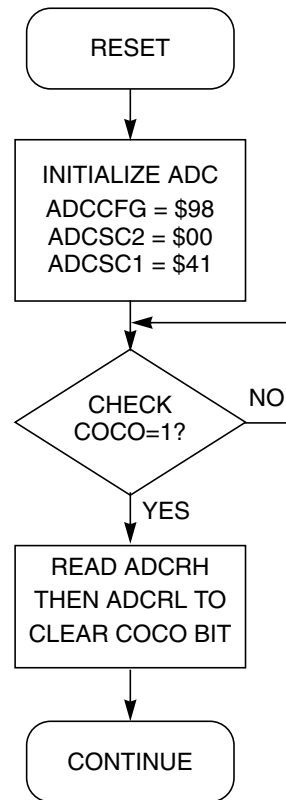 RESET
INITIALIZE ADC
ADCCFG = $98
ADCSC2 = $00
ADCSC1 = $41
CHECK
COCO=1?
NO
YES
READ ADCRH
THEN ADCRL TO
CLEAR COCO BIT
CONTINUE